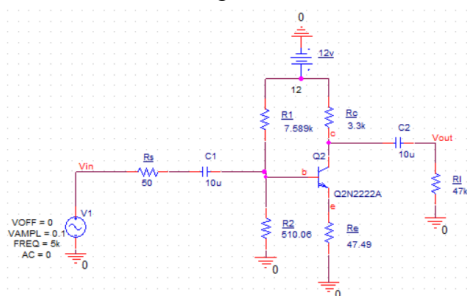 0
12v
12
R1
7.589k
Rc
3.3k
c
C2
10u
Vout
Rl
47k
0
Vin
Rs
50
C1
10u
b
Q2
Q2N2222A
e
V1
VOFF = 0
VAMPL = 0.1
FREQ = 5k
AC = 0
0
R2
510.06
0
Re
47.49
0